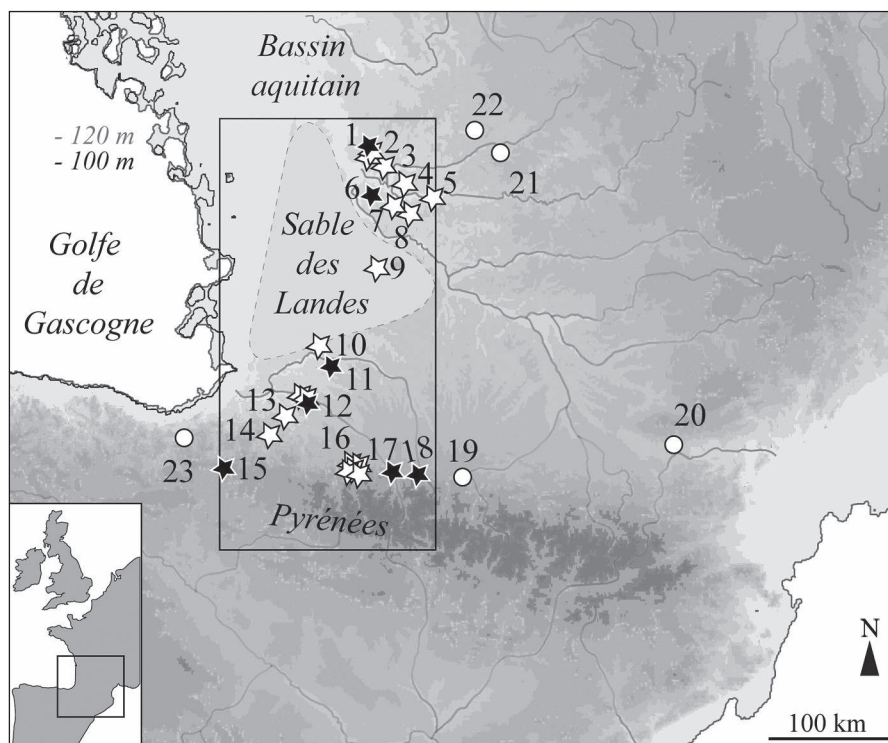 Bassin
aquitain
- 120 m
- 100 m
Golfe
de
Gascogne
Sable
des
Landes
Pyrénées
1
2
3
4
5
6
7
8
9
10
11
12
13
14
15
16
17
18
19
20
21
22
23
N
100 km